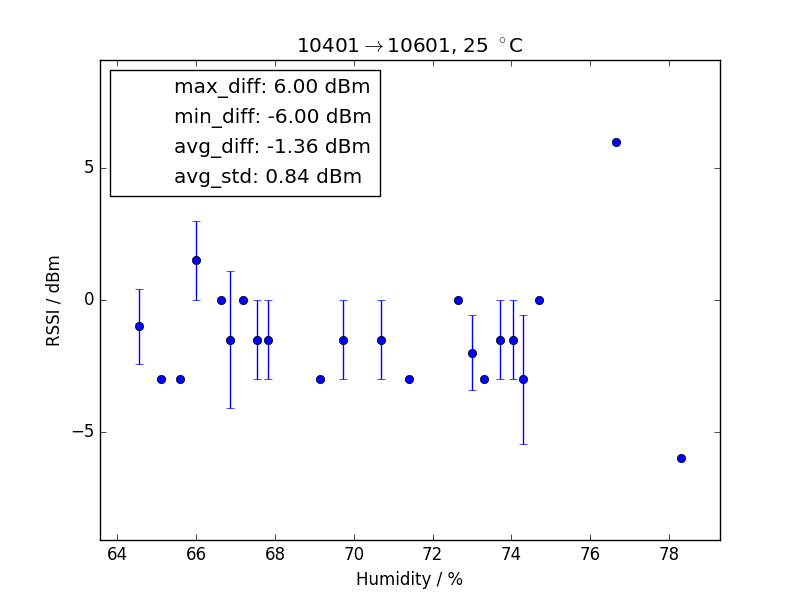 10401→10601, 25 °C
max_diff: 6.00 dBm
min_diff: -6.00 dBm
avg_diff: -1.36 dBm
avg_std: 0.84 dBm
RSSI / dBm
5
0
−5
64 66 68 70 72 74 76 78
Humidity / %